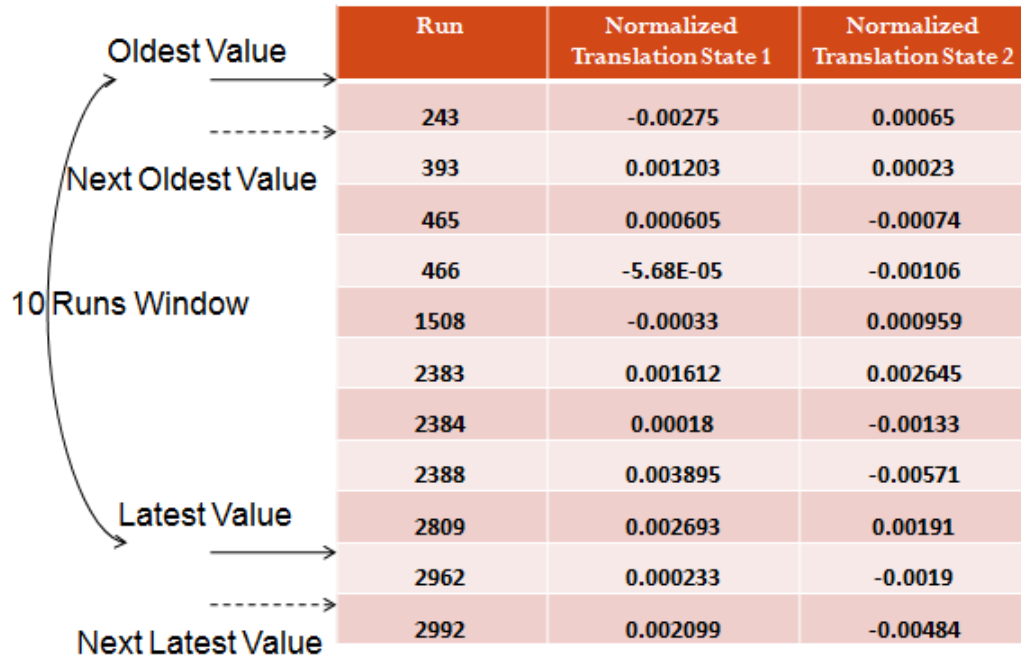 Run Normalized Normalized
Translation State 1 Translation State 2
Oldest Value
243 -0.00275 0.00065
Next Oldest Value
393 0.001203 0.00023
465 0.000605 -0.00074
466 -5.68E-05 -0.00106
10 Runs Window
1508 -0.00033 0.000959
2383 0.001612 0.002645
2384 0.00018 -0.00133
2388 0.003895 -0.00571
Latest Value
2809 0.002693 0.00191
2962 0.000233 -0.0019
Next Latest Value
2992 0.002099 -0.00484